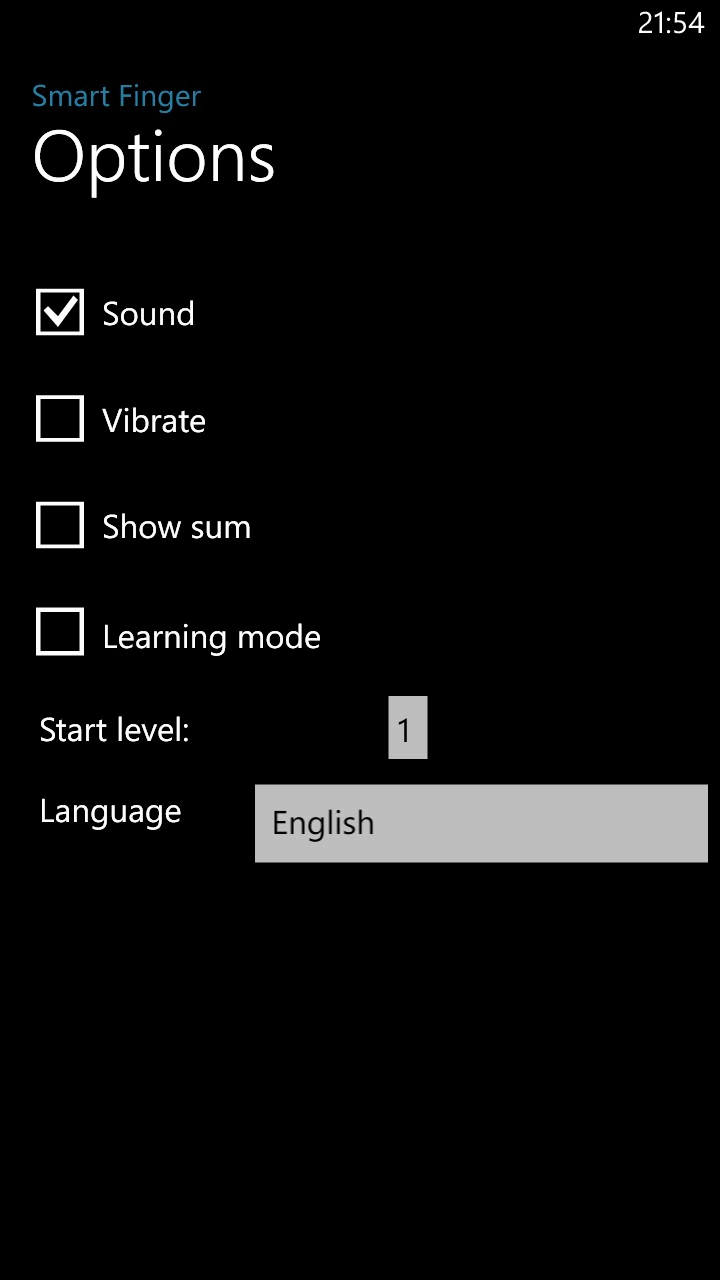 21:54
Smart Finger
Options
Sound
Vibrate
Show sum
Learning mode
Start level: 1
Language English